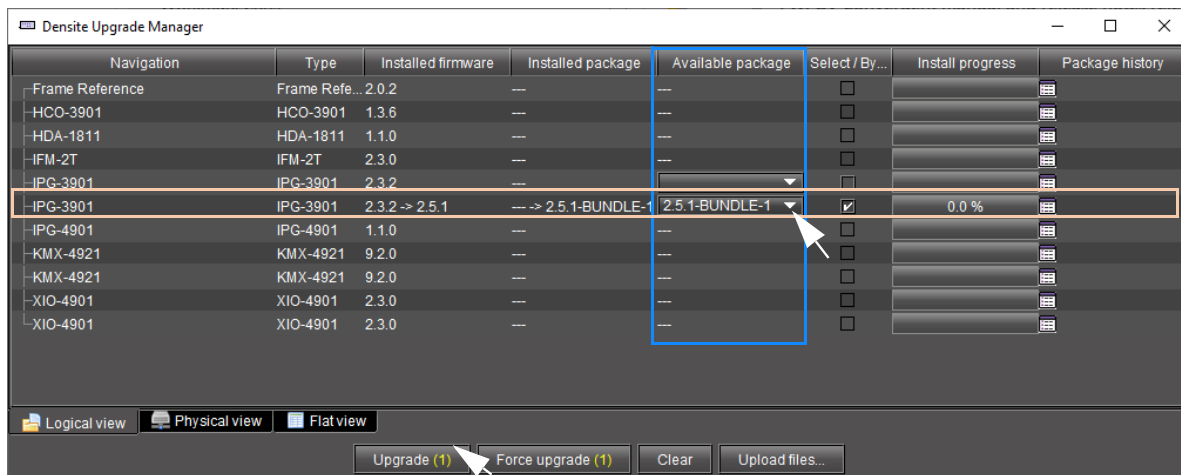 Densite Upgrade Manager
Navigation Type Installed firmware Installed package Available package Select / By... Install progress Package history
Frame Reference Frame Refe... 2.0.2 --- ---
HCO-3901 HCO-3901 1.3.6 --- ---
HDA-1811 HDA-1811 1.1.0 --- ---
IFM-2T IFM-2T 2.3.0 --- ---
IPG-3901 IPG-3901 2.3.2 ---
IPG-3901 IPG-3901 2.3.2 -> 2.5.1 --- -> 2.5.1-BUNDLE-1 2.5.1-BUNDLE-1 0.0 %
IPG-4901 IPG-4901 1.1.0 --- ---
KMX-4921 KMX-4921 9.2.0 --- ---
KMX-4921 KMX-4921 9.2.0 --- ---
XIO-4901 XIO-4901 2.3.0 --- ---
XIO-4901 XIO-4901 2.3.0 --- ---
Logical view Physical view Flat view
Upgrade (1) Force upgrade (1) Clear Upload files...